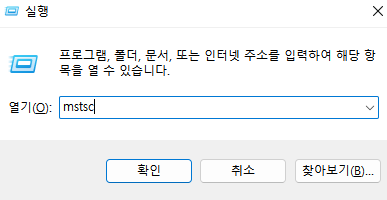 실행
프로그램, 폴더, 문서, 또는 인터넷 주소를 입력하여 해당 항
목을 열 수 있습니다.
열기(O): mstsc
확인 취소 찾아보기(B)...